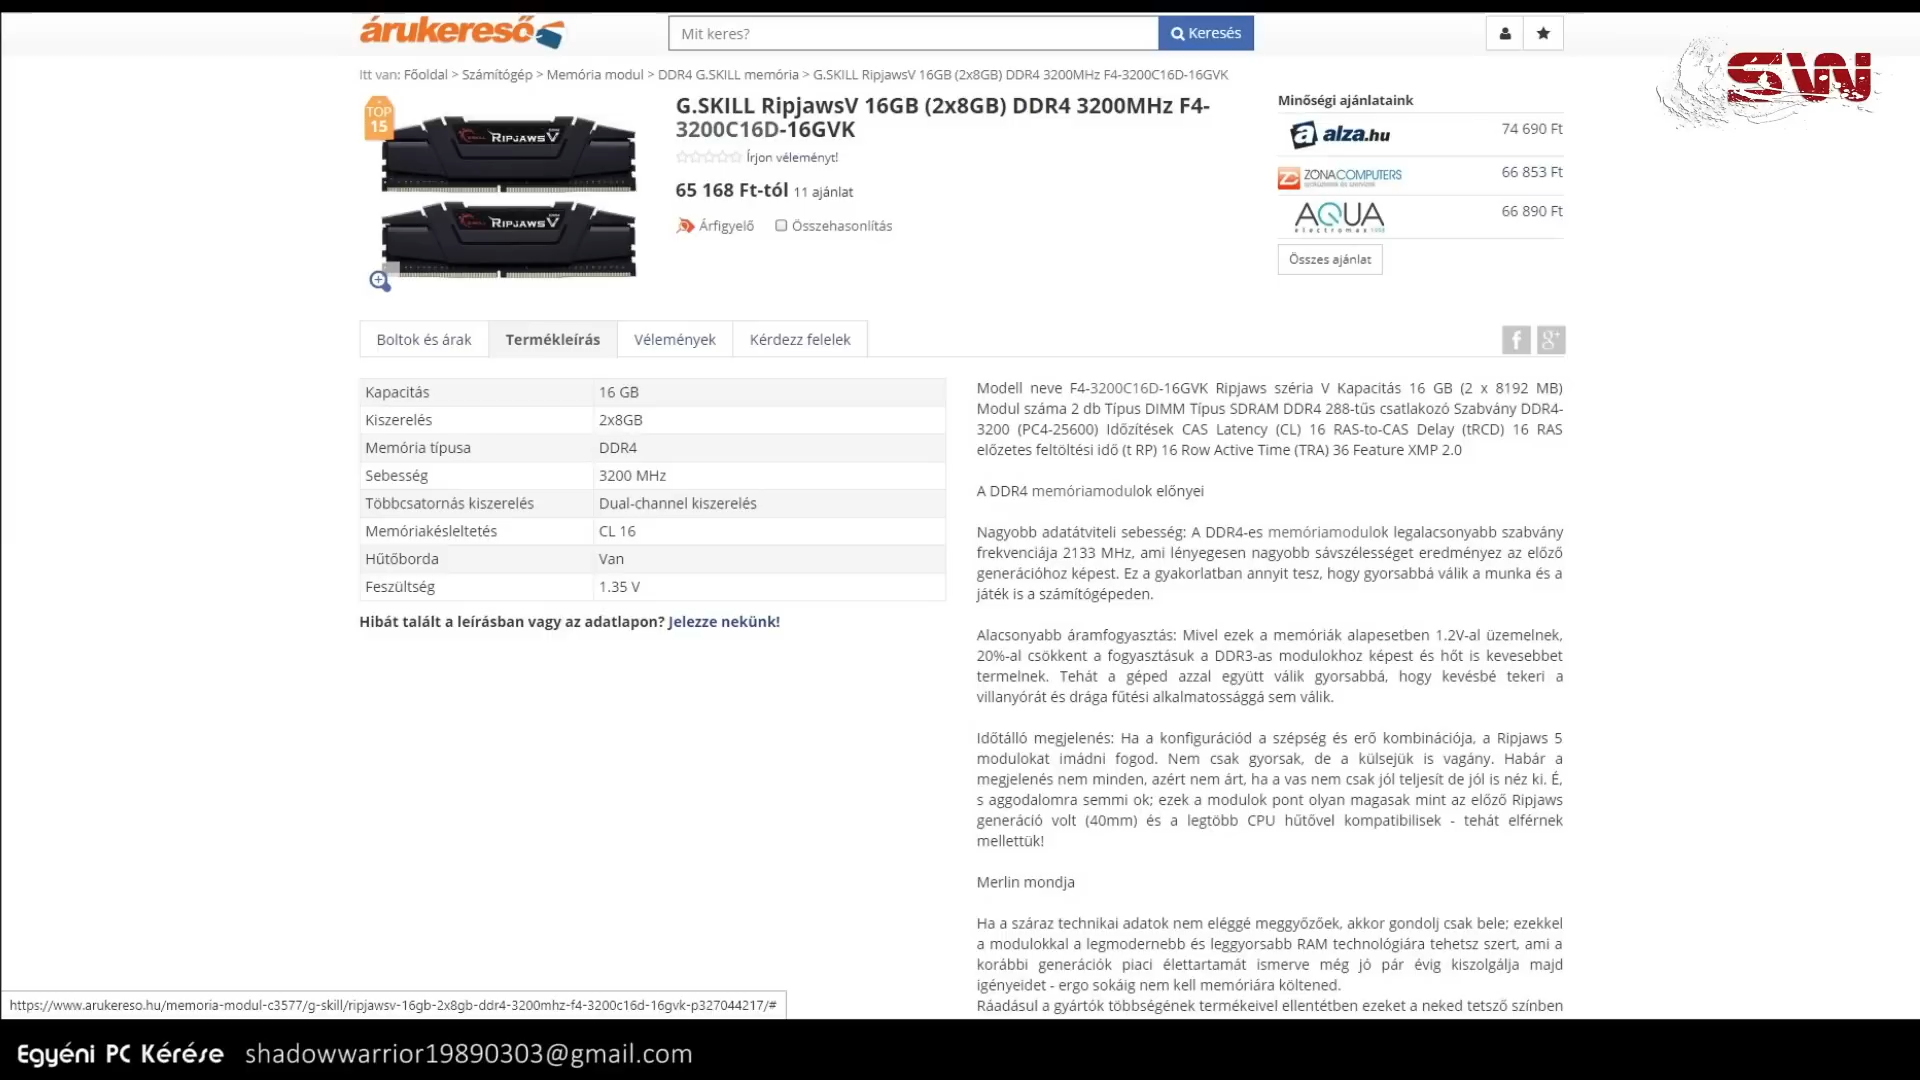 árukereső
Mit keres?
Keresés
SW
Itt van: Főoldal > Számítógép > Memória modul > DDR4 G.SKILL memória > G.SKILL RipjawsV 16GB (2x8GB) DDR4 3200MHz F4-3200C16D-16GVK
TOP
15
RIPJAWS V
RIPJAWS V
G.SKILL RipjawsV 16GB (2x8GB) DDR4 3200MHz F4-
3200C16D-16GVK
Írjon véleményt!
65 168 Ft-tól 11 ajánlat
Árfigyelő
Összehasonlítás
Minőségi ajánlataink
alza.hu
74 690 Ft
ZONACOMPUTERS
66 853 Ft
AQUA
66 890 Ft
Összes ajánlat
Boltok és árak
Termékleírás
Vélemények
Kérdezz felelek
f
g+
Kapacitás 16 GB
Kiszerelés 2x8GB
Memória típusa DDR4
Sebesség 3200 MHz
Többcsatornás kiszerelés Dual-channel kiszerelés
Memóriakésleltetés CL 16
Hűtőborda Van
Feszültség 1.35 V
Hibát talált a leírásban vagy az adatlapon? Jelezze nekünk!
Modell neve F4-3200C16D-16GVK Ripjaws széria V Kapacitás 16 GB (2 x 8192 MB)
Modul száma 2 db Típus DIMM Típus SDRAM DDR4 288-tűs csatlakozó Szabvány DDR4-
3200 (PC4-25600) Időzítések CAS Latency (CL) 16 RAS-to-CAS Delay (tRCD) 16 RAS
előzetes feltöltési idő (t RP) 16 Row Active Time (TRA) 36 Feature XMP 2.0
A DDR4 memóriamodulok előnyei
Nagyobb adatátviteli sebesség: A DDR4-es memóriamodulok legalacsonyabb szabvány
frekvenciája 2133 MHz, ami lényegesen nagyobb sávszélességet eredményez az előző
generációhoz képest. Ez a gyakorlatban annyit tesz, hogy gyorsabbá válik a munka és a
játék is a számítógépeden.
Alacsonyabb áramfogyasztás: Mivel ezek a memóriák alapesetben 1.2V-al üzemelnek,
20%-al csökkent a fogyasztásuk a DDR3-as modulokhoz képest és hőt is kevesebbet
termelnek. Tehát a géped azzal együtt válik gyorsabbá, hogy kevésbé tekeri a
villanyórát és drága fűtési alkalmatossággá sem válik.
Időtálló megjelenés: Ha a konfigurációd a szépség és erő kombinációja, a Ripjaws 5
modulokat imádni fogod. Nem csak gyorsak, de a külsejük is vagány. Habár a
megjelenés nem minden, azért nem árt, ha a vas nem csak jól teljesít de jól is néz ki. É,
s aggodalomra semmi ok; ezek a modulok pont olyan magasak mint az előző Ripjaws
generáció volt (40mm) és a legtöbb CPU hűtővel kompatibilisek - tehát elférnek
mellettük!
Merlin mondja
Ha a száraz technikai adatok nem eléggé meggyőzőek, akkor gondolj csak bele; ezekkel
a modulokkal a legmodernebb és leggyorsabb RAM technológiára tehetsz szert, ami a
korábbi generációk piaci élettartamát ismerve még jó pár évig kiszolgálja majd
igényeidet - ergo sokáig nem kell memóriára költened.
Ráadásul a gyártók többségének termékeivel ellentétben ezeket a neked tetsző színben
https://www.arukereso.hu/memoria-modul-c3577/g-skill/ripjawsv-16gb-2x8gb-ddr4-3200mhz-f4-3200c16d-16gvk-p327044217/#
Egyéni PC Kérése shadowwarrior19890303@gmail.com